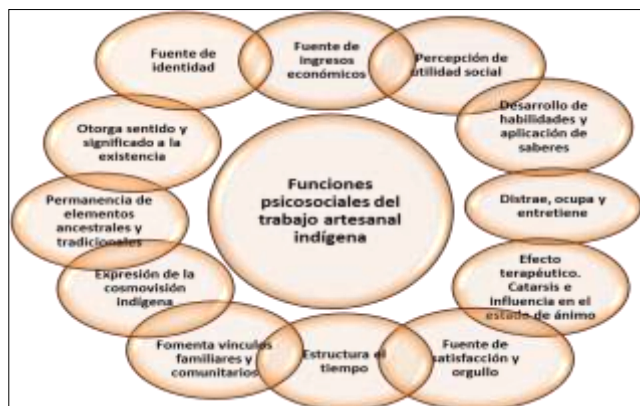 Fuente de
identidad
Fuente de
ingresos
económicos
Percepción de
utilidad social
Desarrollo de
habilidades y
aplicación de
saberes
Distrae, ocupa y
entretiene
Efecto
terapéutico.
Catarsis e
influencia en el
estado de ánimo
Fuente de
satisfacción y
orgullo
Estructura el
tiempo
Fomenta vínculos
familiares y
comunitarios
Expresión de la
cosmovisión
indígena
Permanencia de
elementos
ancestrales y
tradicionales
Otorga sentido y
significado a la
existencia
Funciones
psicosociales del
trabajo artesanal
indígena